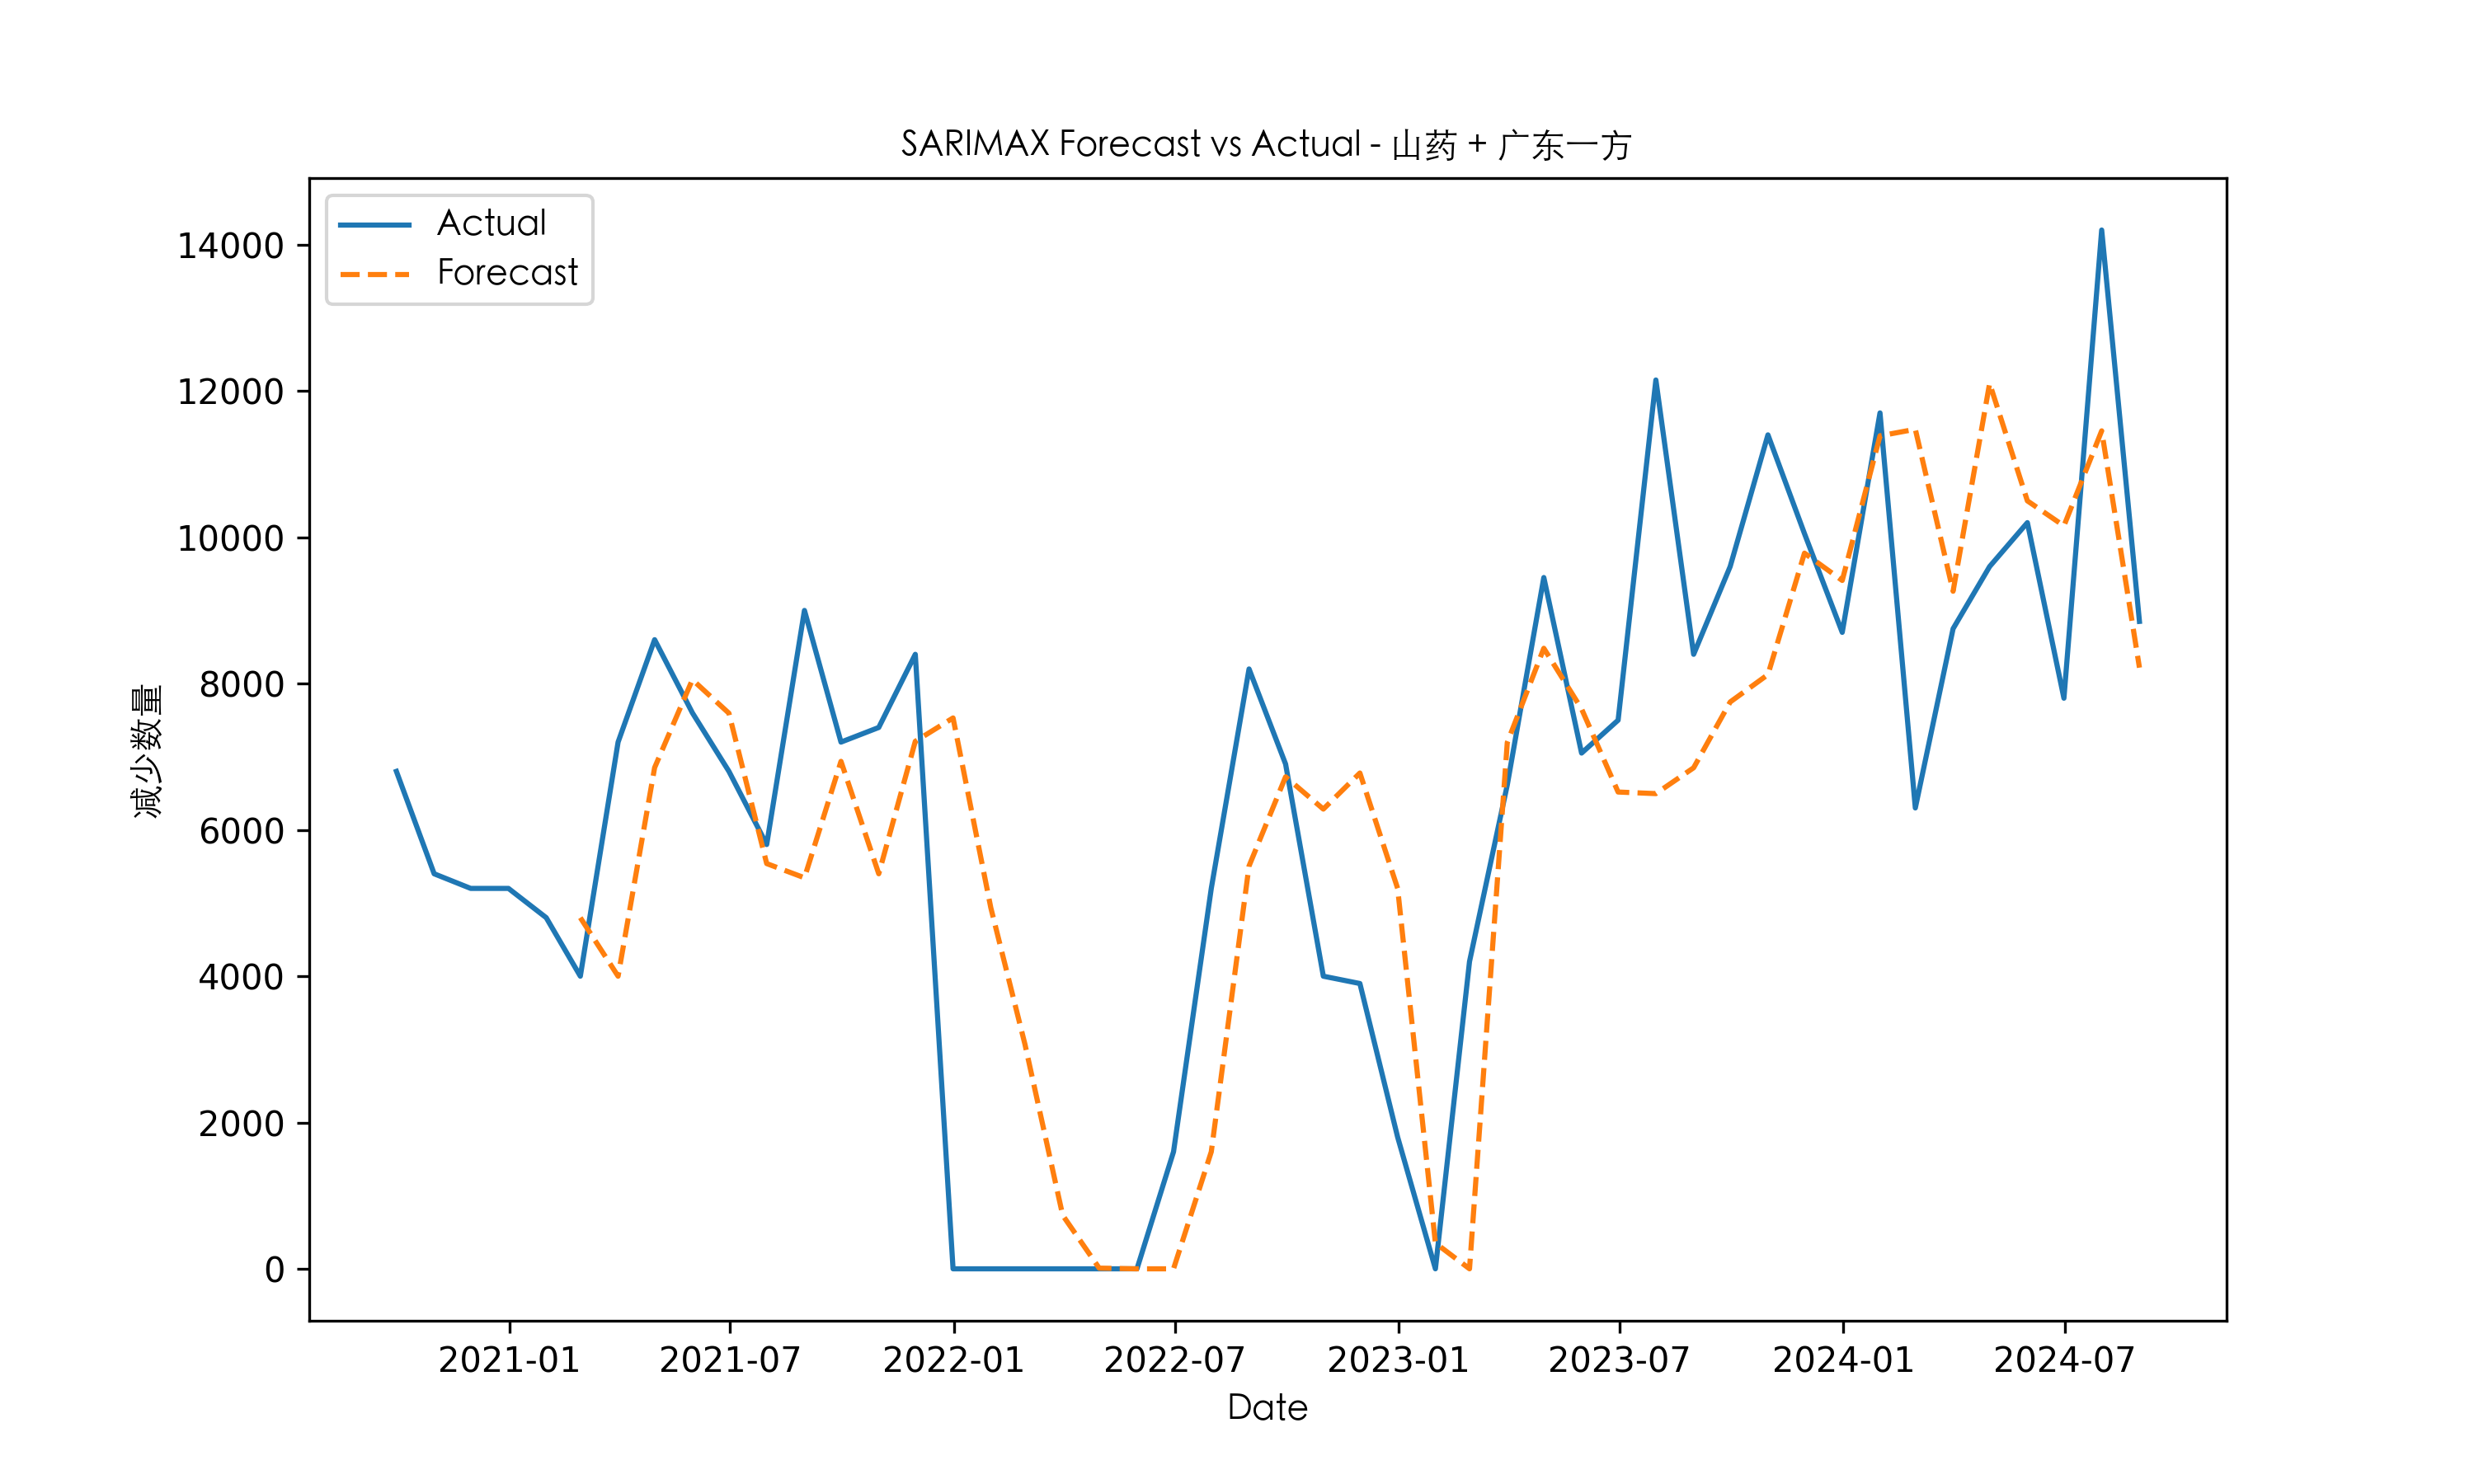 SARIMAX Forecast vs Actual - 山药 + 广东一方
Actual
Forecast
14000
12000
10000
8000
6000
4000
2000
0
减少数量
2021-01 2021-07 2022-01 2022-07 2023-01 2023-07 2024-01 2024-07
Date